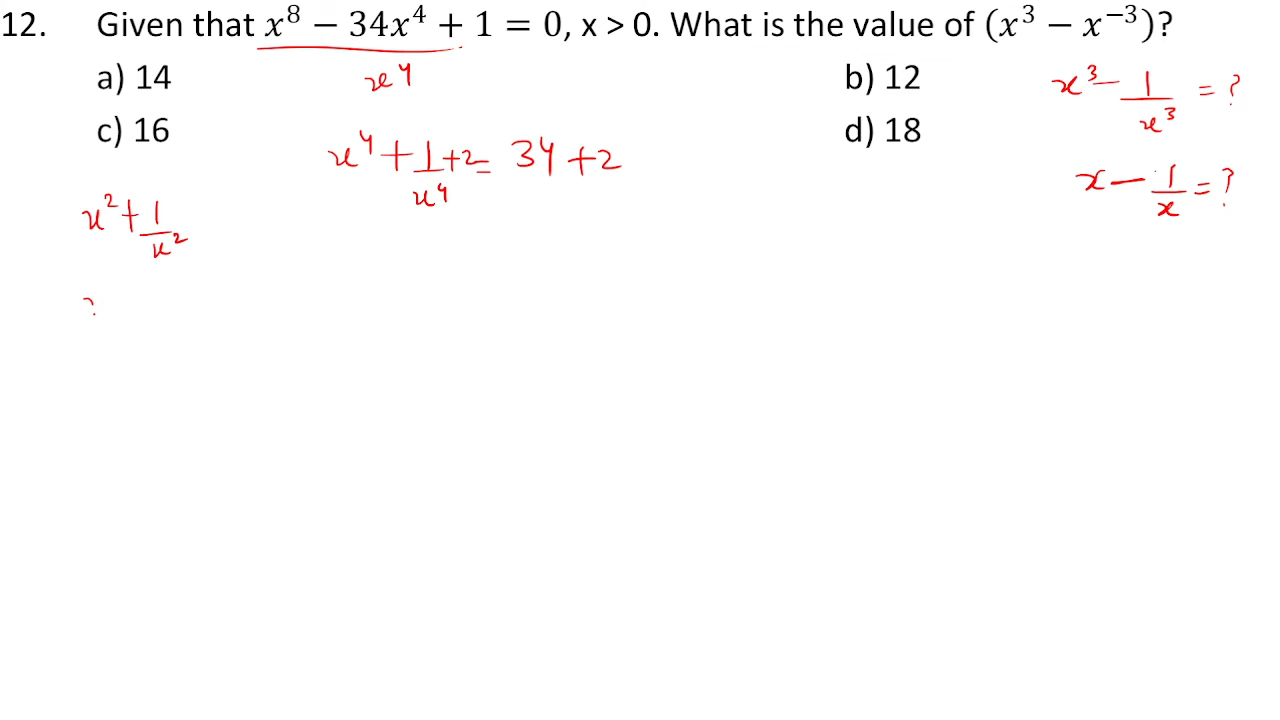 12. Given that x⁸ − 34x⁴ + 1 = 0, x > 0. What is the value of (x³ − x⁻³)?
a) 14 b) 12
c) 16 d) 18
x⁴
x³ − 1/x³ = ?
x⁴ + 1/x⁴ + 2 = 34 + 2
x − 1/x = ?
x² + 1/x²
?